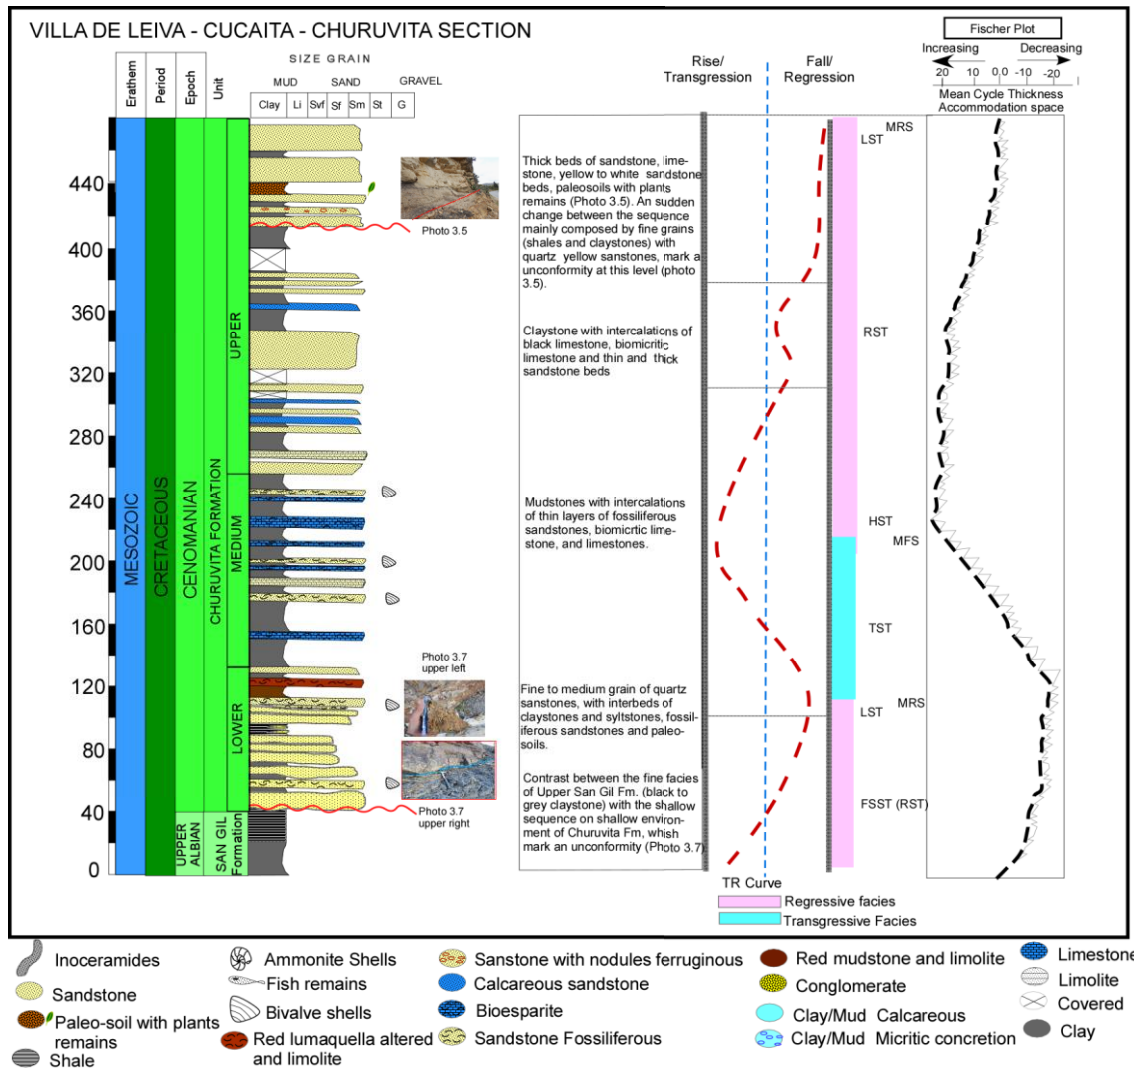 VILLA DE LEIVA - CUCAITA - CHURUVITA SECTION
SIZE GRAIN
MUD SAND GRAVEL
Erathem Period Epoch Unit Clay Li Svf Sf Sm St G
440
400
360
320
280
240
200
160
120
80
40
0
MESOZOIC
CRETACEOUS
CENOMANIAN
UPPER ALBIAN
CHURUVITA FORMATION
SAN GIL Formation
UPPER
MEDIUM
LOWER
Photo 3.5
Photo 3.7
upper left
Photo 3.7
upper right
Thick beds of sandstone, lime-
stone, yellow to white sandstone
beds, paleosoils with plants
remains (Photo 3.5). An sudden
change between the sequence
mainly composed by fine grains
(shales and claystones) with
quartz yellow sanstones, mark a
unconformity at this level (photo
3.5).
Claystone with intercalations of
black limestone, biomicritic
limestone and thin and thick
sandstone beds
Mudstones with intercalations
of thin layers of fossiliferous
sandstones, biomicrtic lime-
stone, and limestones.
Fine to medium grain of quartz
sanstones, with interbeds of
claystones and syltstones, fossil-
iferous sandstones and paleo-
soils.
Contrast between the fine facies
of Upper San Gil Fm. (black to
grey claystone) with the shallow
sequence on shallow environ-
ment of Churuvita Fm, whish
mark an unconformity (Photo 3.7)
Rise/
Transgression
Fall/
Regression
MRS
LST
RST
HST
MFS
TST
MRS
LST
FSST (RST)
TR Curve
Regressive facies
Transgressive Facies
Fischer Plot
Increasing Decreasing
20 10 0.0 -10 -20
Mean Cycle Thickness
Accommodation space
Inoceramides
Sandstone
Paleo-soil with plants
remains
Shale
Ammonite Shells
Fish remains
Bivalve shells
Red lumaquella altered
and limolite
Sanstone with nodules ferruginous
Calcareous sandstone
Bioesparite
Sandstone Fossiliferous
Red mudstone and limolite
Conglomerate
Clay/Mud Calcareous
Clay/Mud Micritic concretion
Limestone
Limolite
Covered
Clay